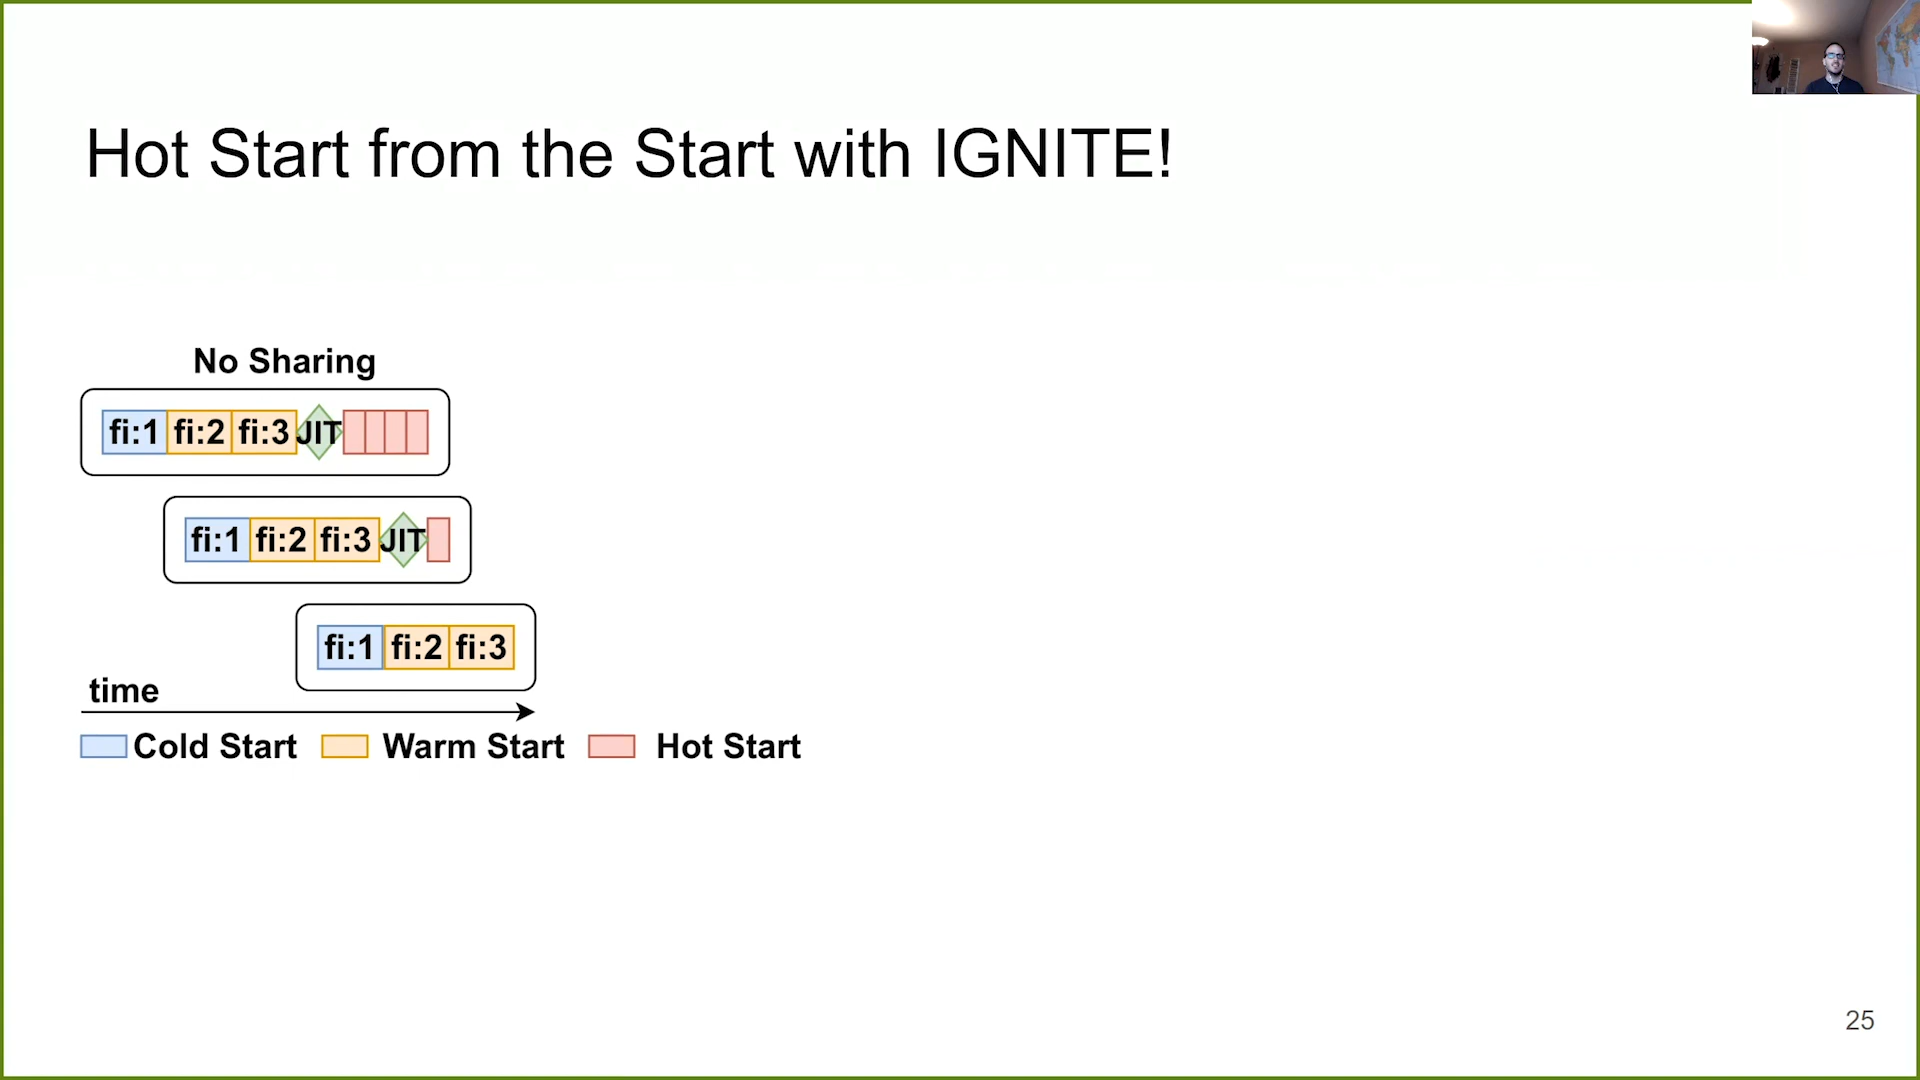 Hot Start from the Start with IGNITE!
No Sharing
fi:1 fi:2 fi:3 JIT
fi:1 fi:2 fi:3 JIT
fi:1 fi:2 fi:3
time
Cold Start Warm Start Hot Start
25